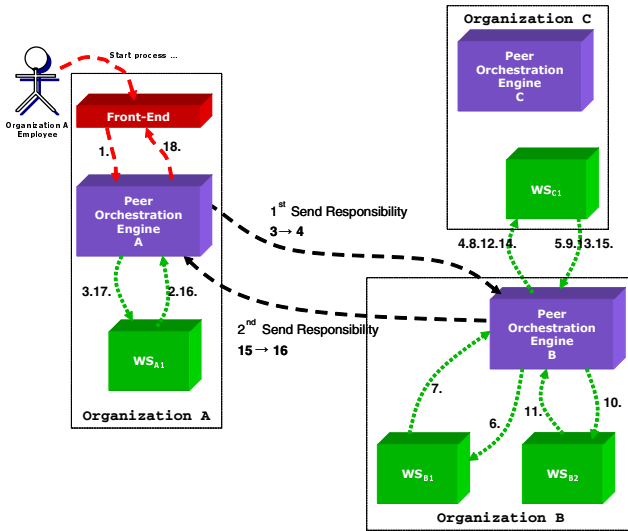 Organization C
Peer
Orchestration
Engine
C
Start process ...
Organization A
Employee
Front-End
1.
18.
WSC1
Peer
Orchestration
Engine
A
1st Send Responsibility
3 → 4
4.8.12.14.
5.9.13.15.
3.17.
2.16.
2nd Send Responsibility
15 → 16
Peer
Orchestration
Engine
B
WSA1
7.
6.
11.
10.
Organization A
WSB1
WSB2
Organization B